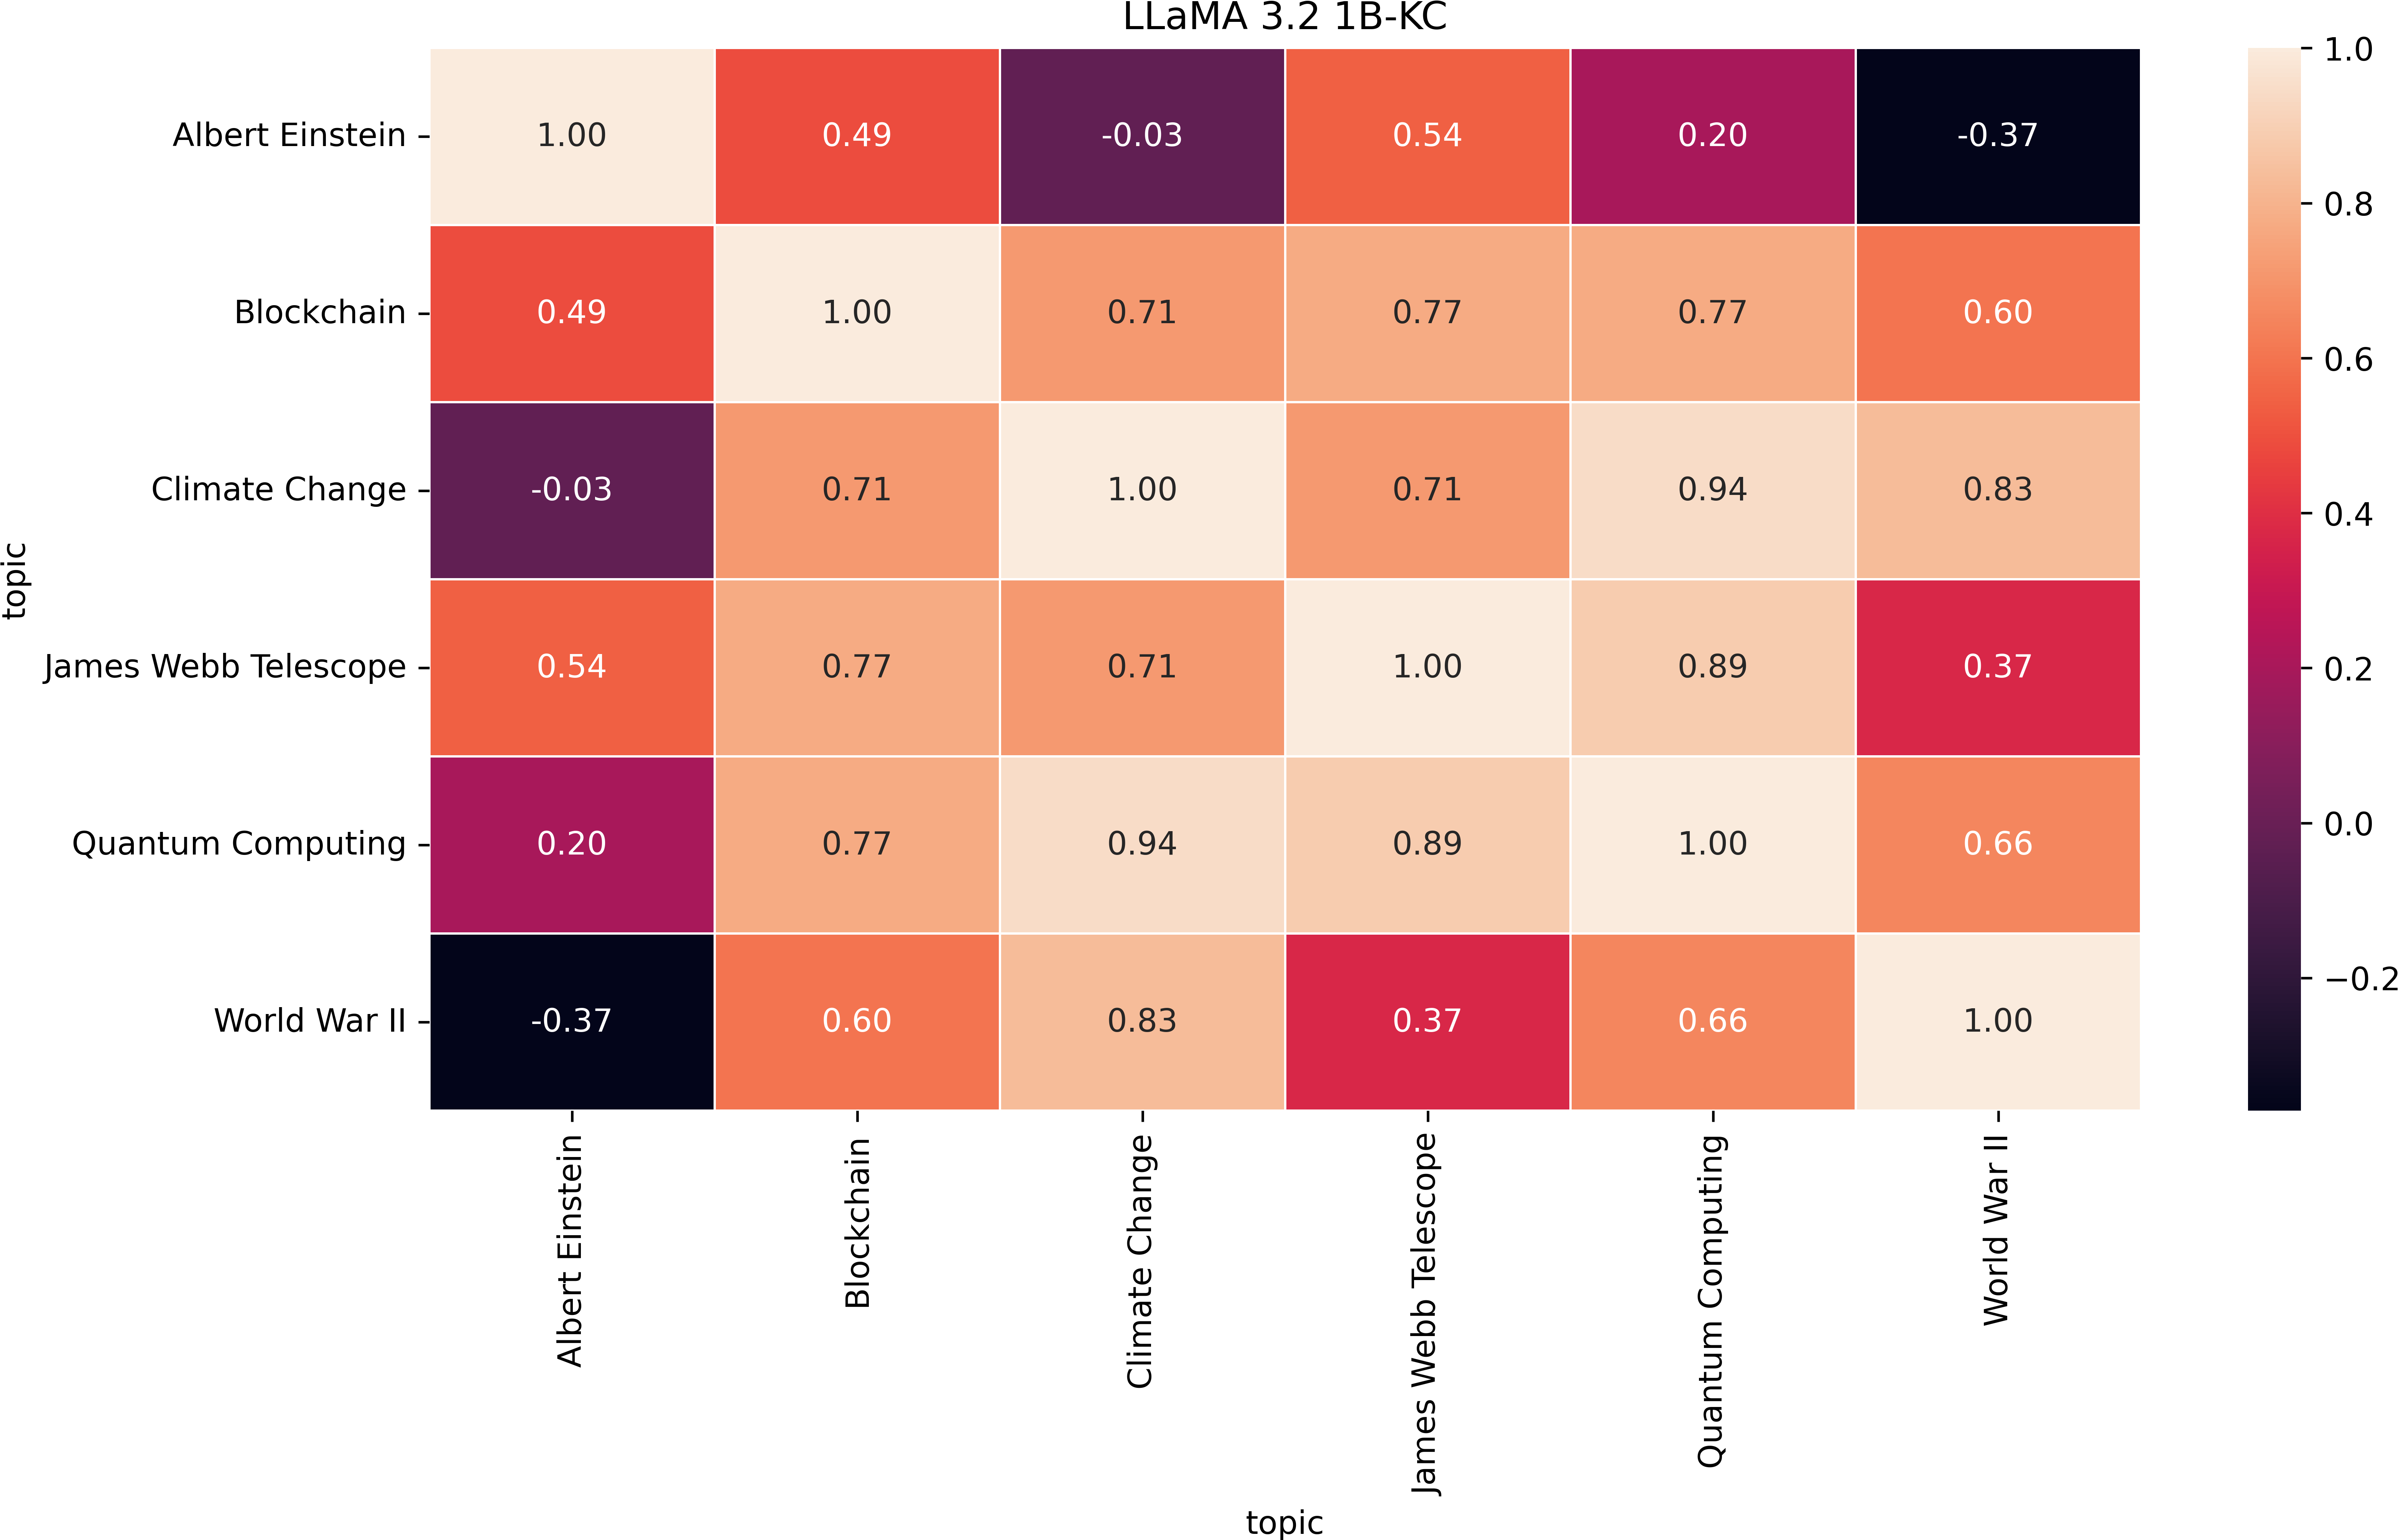 LLaMA 3.2 1B-KC
topic
Albert Einstein 1.00 0.49 -0.03 0.54 0.20 -0.37
Blockchain 0.49 1.00 0.71 0.77 0.77 0.60
Climate Change -0.03 0.71 1.00 0.71 0.94 0.83
James Webb Telescope 0.54 0.77 0.71 1.00 0.89 0.37
Quantum Computing 0.20 0.77 0.94 0.89 1.00 0.66
World War II -0.37 0.60 0.83 0.37 0.66 1.00
Albert Einstein
Blockchain
Climate Change
James Webb Telescope
Quantum Computing
World War II
topic
1.0
0.8
0.6
0.4
0.2
0.0
−0.2